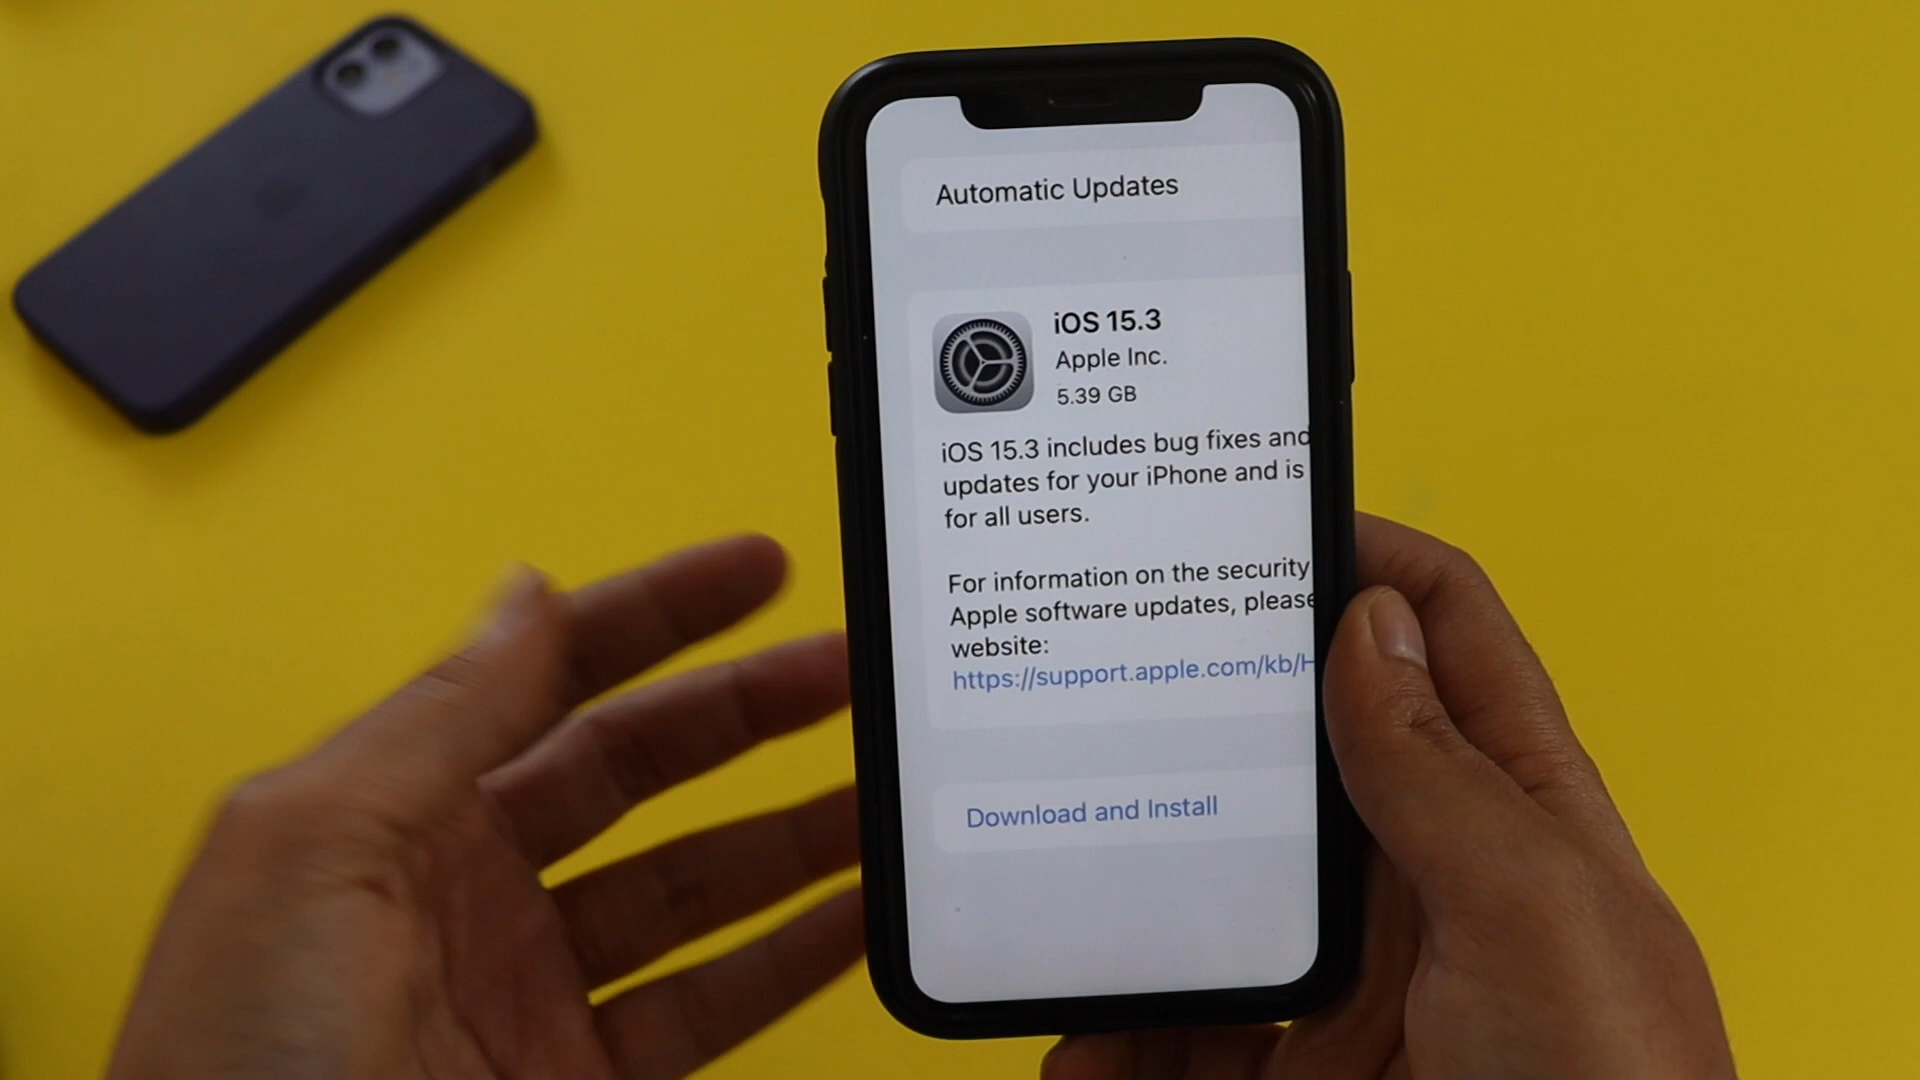 Automatic Updates
iOS 15.3
Apple Inc.
5.39 GB
iOS 15.3 includes bug fixes and
updates for your iPhone and is
for all users.
For information on the security
Apple software updates, please
website:
https://support.apple.com/kb/H
Download and Install